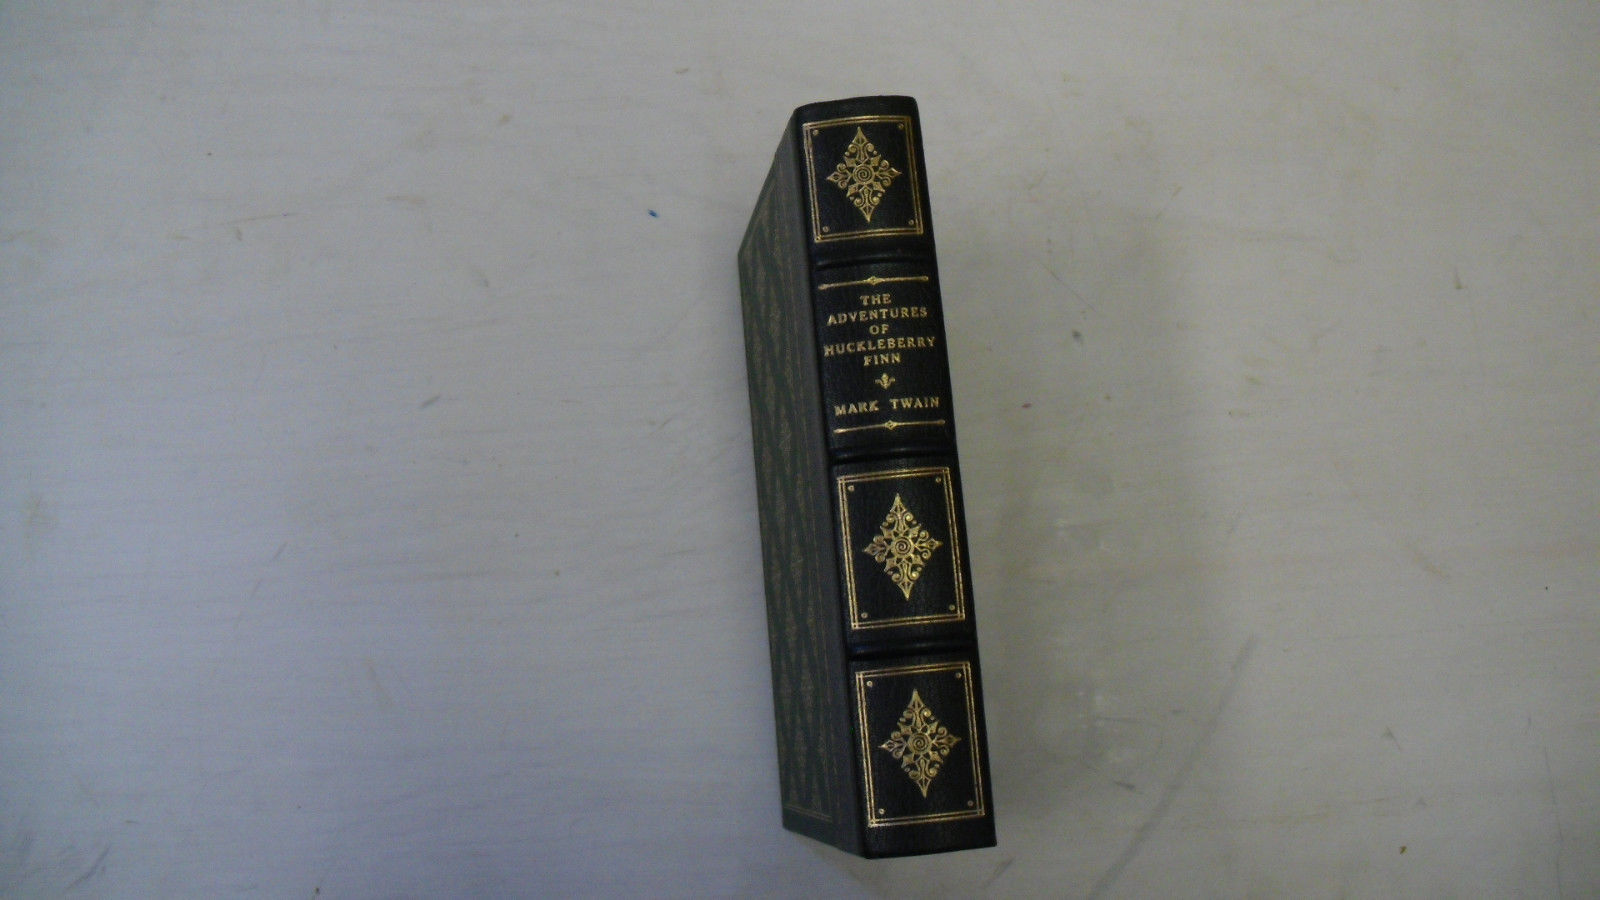 THE
ADVENTURES
OF
HUCKLEBERRY
FINN
MARK TWAIN